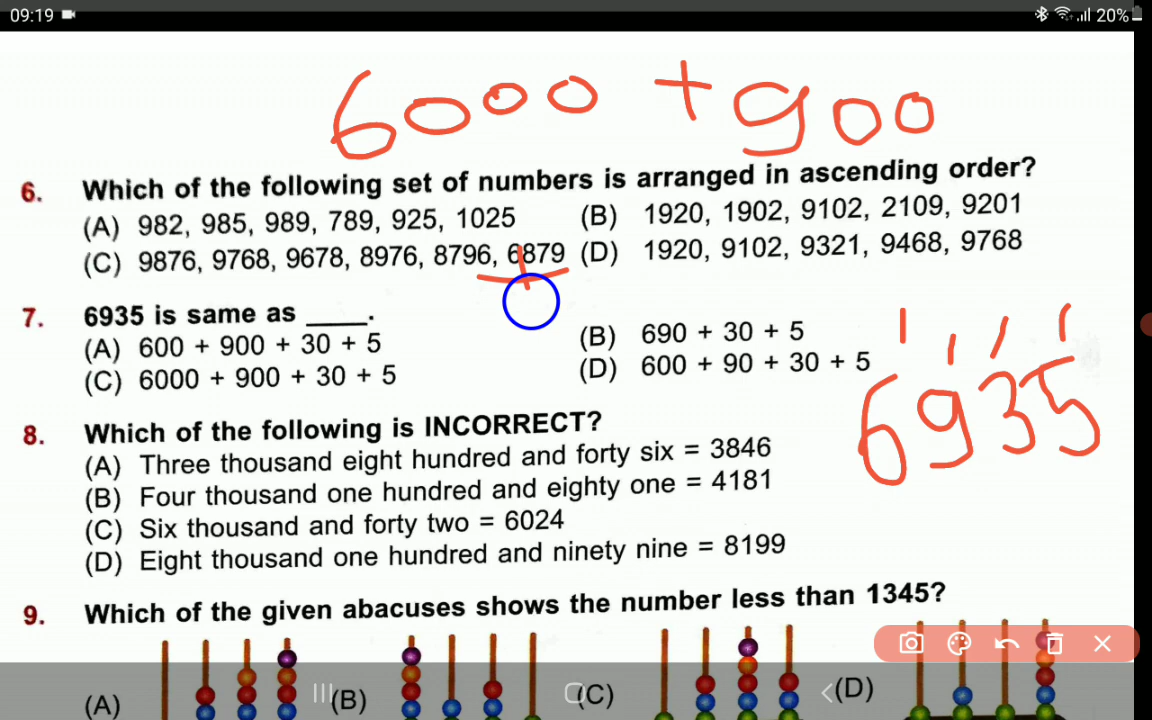 09:19 20%
6000 + 900
6. Which of the following set of numbers is arranged in ascending order?
(A) 982, 985, 989, 789, 925, 1025 (B) 1920, 1902, 9102, 2109, 9201
(C) 9876, 9768, 9678, 8976, 8796, 6879 (D) 1920, 9102, 9321, 9468, 9768
+
7. 6935 is same as ____.
(A) 600 + 900 + 30 + 5 (B) 690 + 30 + 5
(C) 6000 + 900 + 30 + 5 (D) 600 + 90 + 30 + 5
6935
8. Which of the following is INCORRECT?
(A) Three thousand eight hundred and forty six = 3846
(B) Four thousand one hundred and eighty one = 4181
(C) Six thousand and forty two = 6024
(D) Eight thousand one hundred and ninety nine = 8199
9. Which of the given abacuses shows the number less than 1345?
(A) (B) (C) (D)